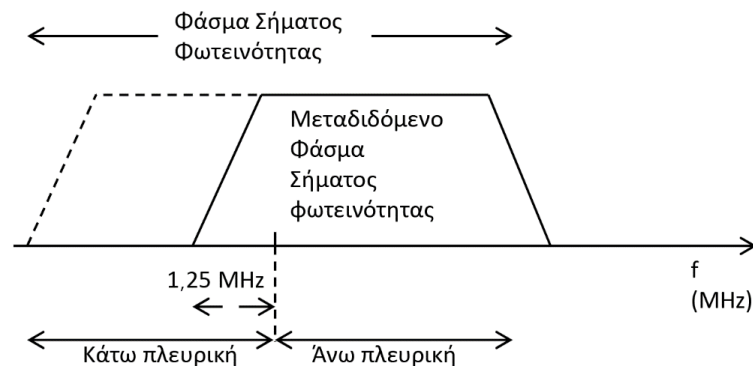 Φάσμα Σήματος
Φωτεινότητας
Μεταδιδόμενο
Φάσμα
Σήματος
φωτεινότητας
1,25 MHz
f
(MHz)
Κάτω πλευρική
Άνω πλευρική